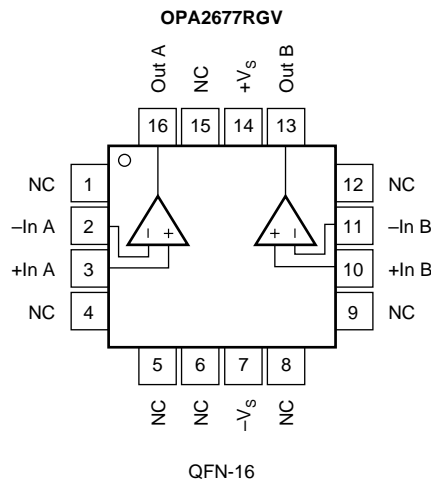 OPA2677RGV
Out A
NC
+VS
Out B
16 15 14 13
NC 1
–In A 2
+In A 3
NC 4
12 NC
11 –In B
10 +In B
9 NC
– +
+ –
5 6 7 8
NC
NC
–VS
NC
QFN-16